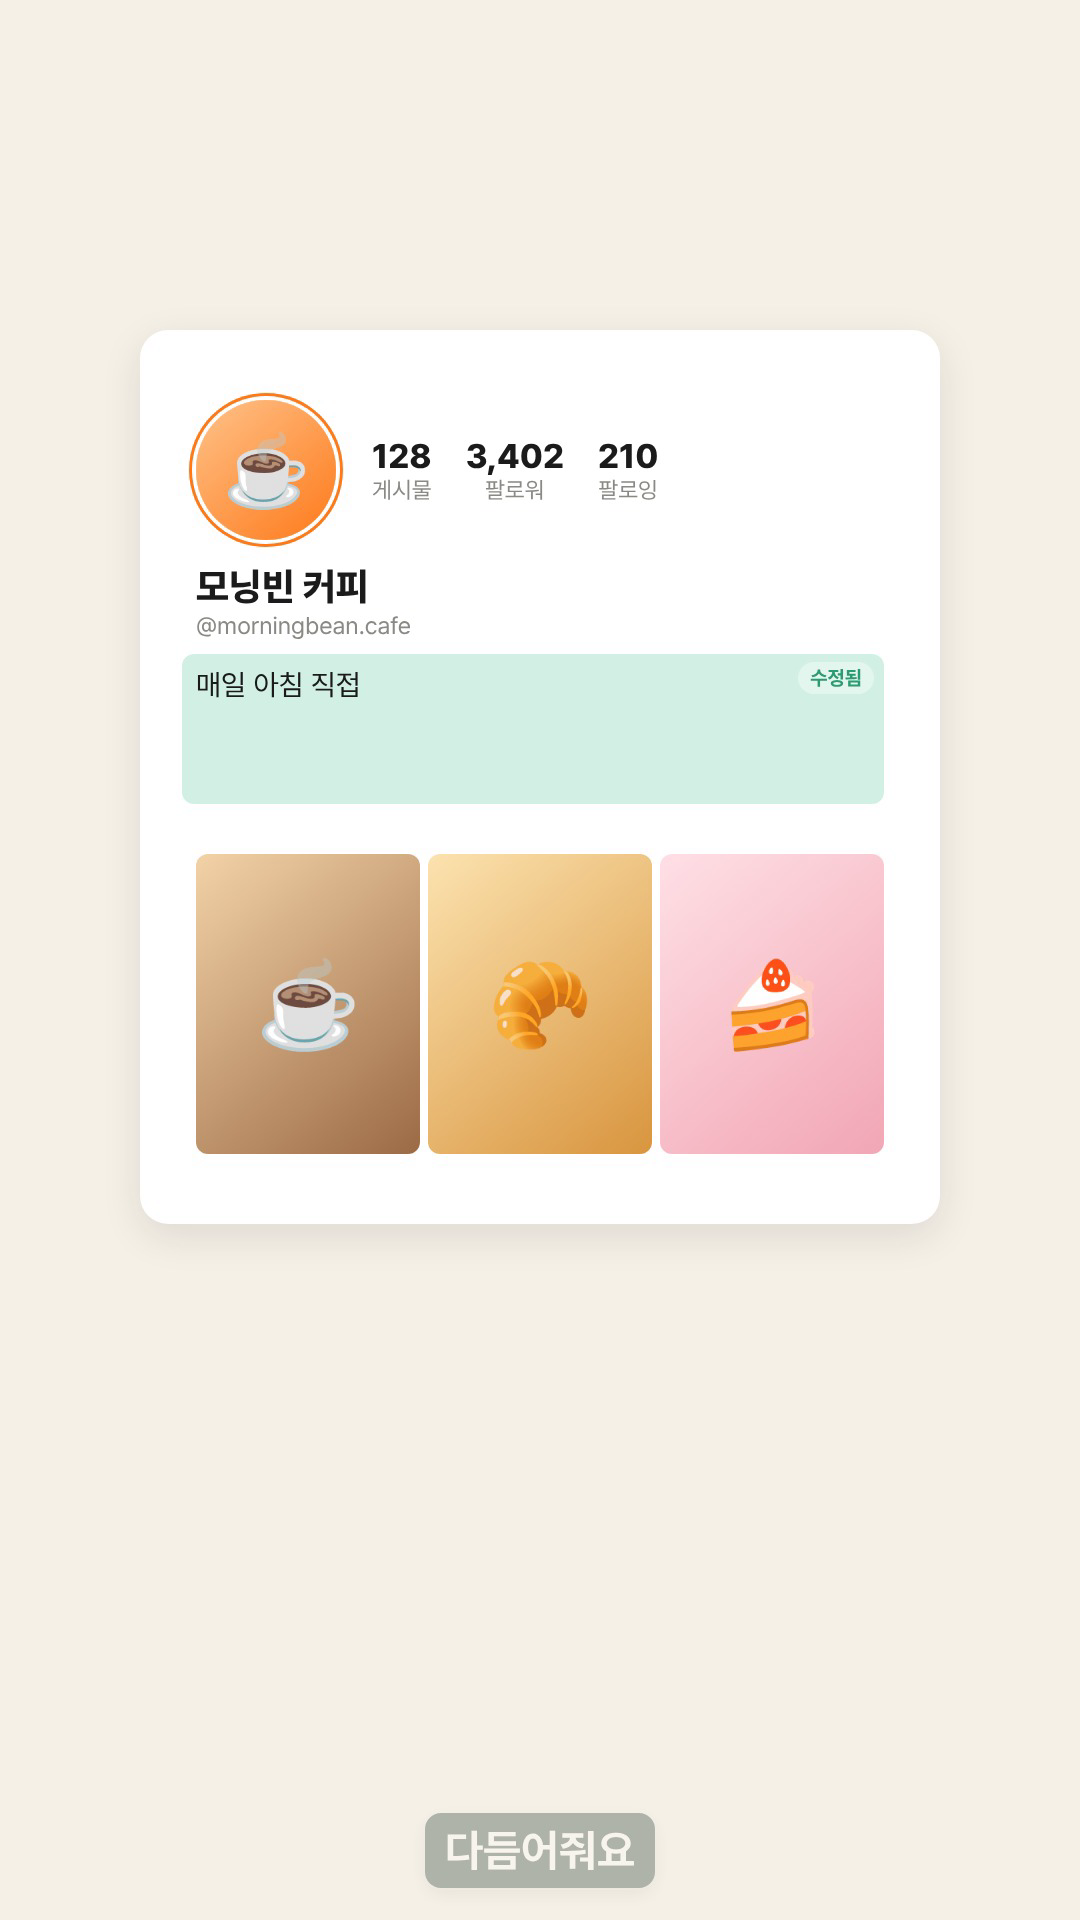 128 3,402 210
게시물 팔로워 팔로잉
모닝빈 커피
@morningbean.cafe
매일 아침 직접
수정됨
다듬어줘요